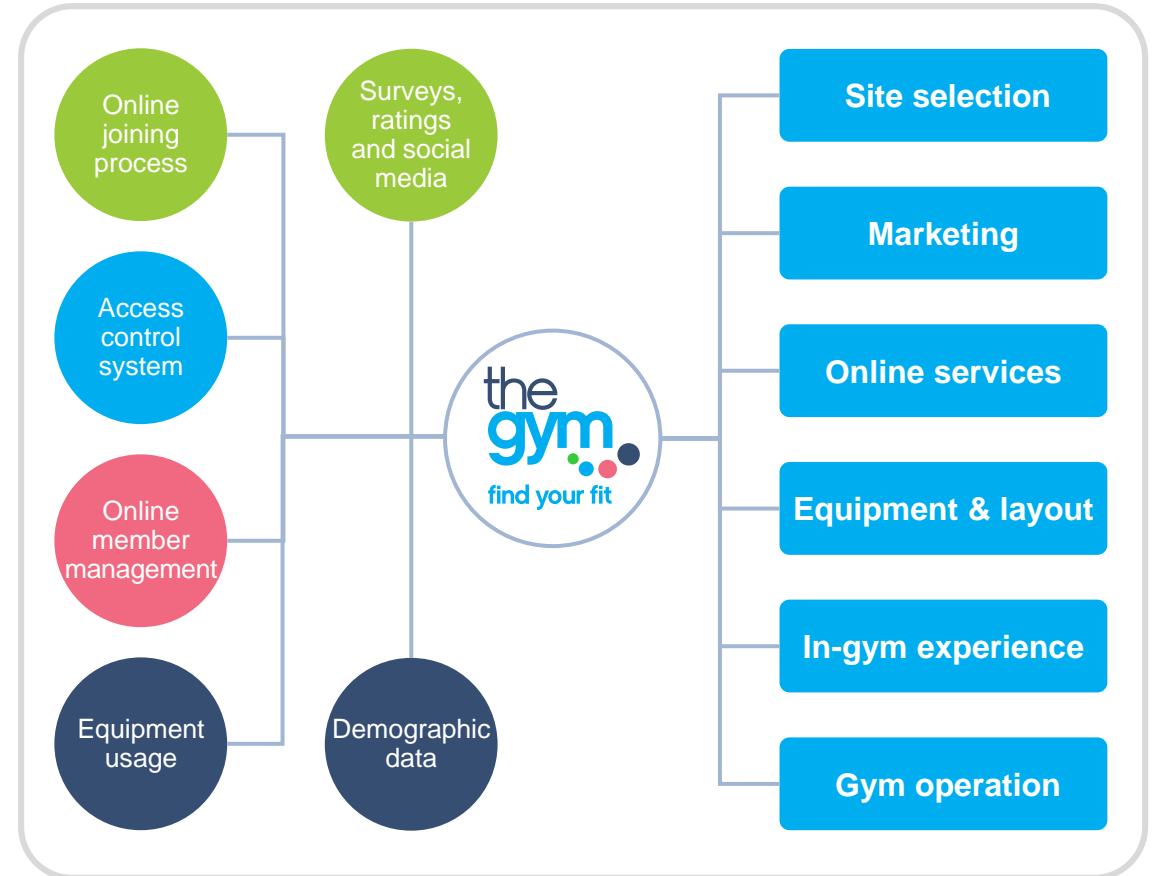 Online
joining
process
Surveys,
ratings
and social
media
Access
control
system
Online
member
management
Equipment
usage
Demographic
data
the
gym
find your fit
Site selection
Marketing
Online services
Equipment & layout
In-gym experience
Gym operation